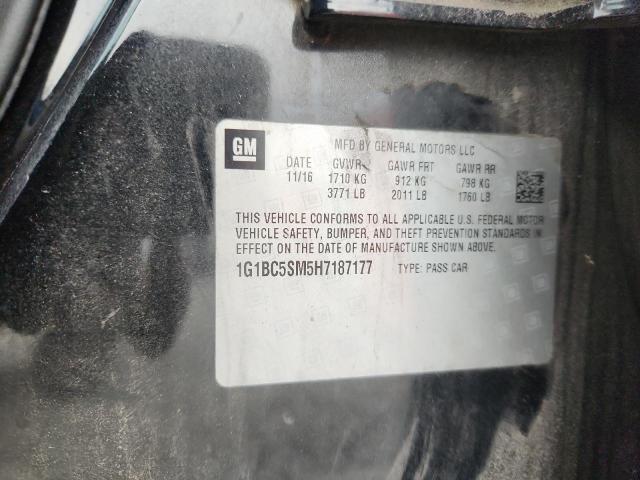 GM
MFD BY GENERAL MOTORS LLC
DATE GVWR GAWR FRT GAWR RR
11/16 1710 KG 912 KG 798 KG
3771 LB 2011 LB 1760 LB
THIS VEHICLE CONFORMS TO ALL APPLICABLE U.S. FEDERAL MOTOR
VEHICLE SAFETY, BUMPER, AND THEFT PREVENTION STANDARDS IN
EFFECT ON THE DATE OF MANUFACTURE SHOWN ABOVE.
1G1BC5SM5H7187177 TYPE: PASS CAR